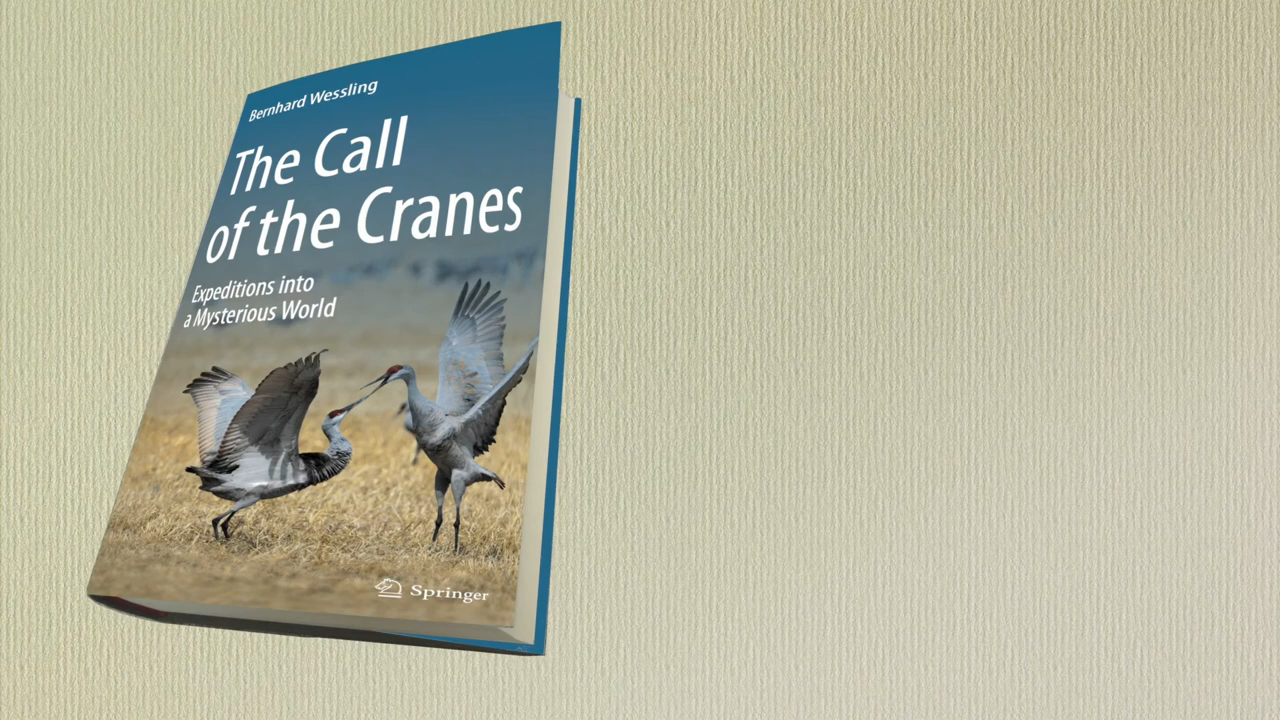 Bernhard Wessling
The Call
of the Cranes
Expeditions into
a Mysterious World
Springer